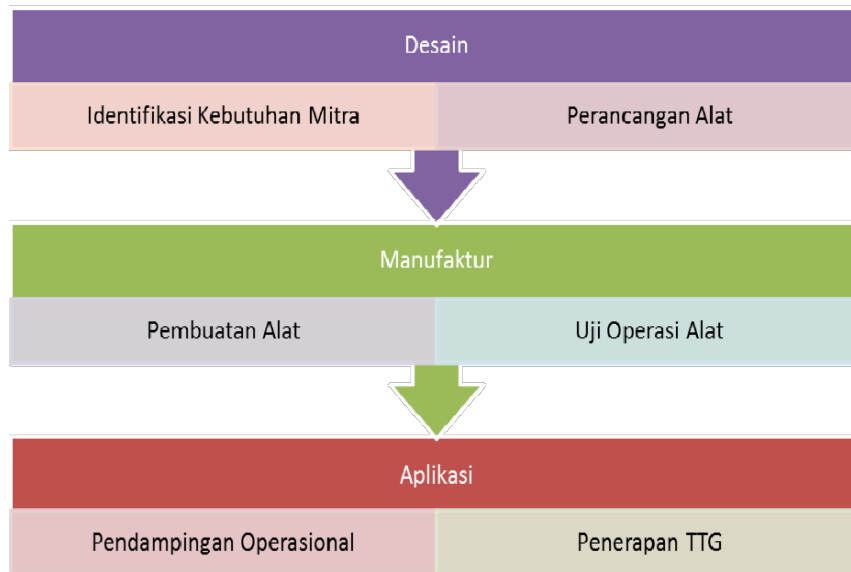 Desain
Identifikasi Kebutuhan Mitra
Perancangan Alat
Manufaktur
Pembuatan Alat
Uji Operasi Alat
Aplikasi
Pendampingan Operasional
Penerapan TTG